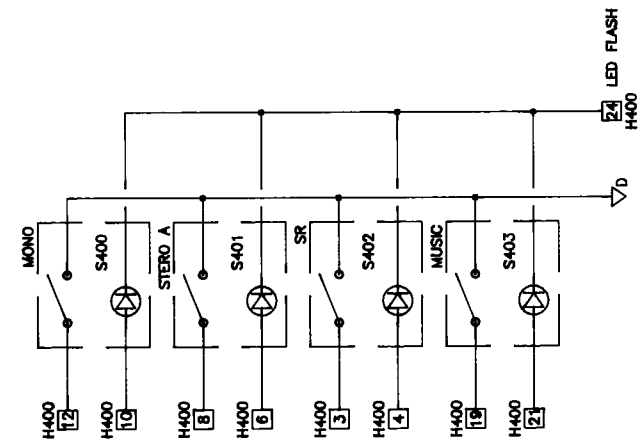 MONO
S400
H400
12
H400
10
STERO A
S401
H400
8
H400
6
SR
S402
H400
3
H400
4
MUSIC
S403
H400
19
H400
21
24 LED FLASH
H400
D